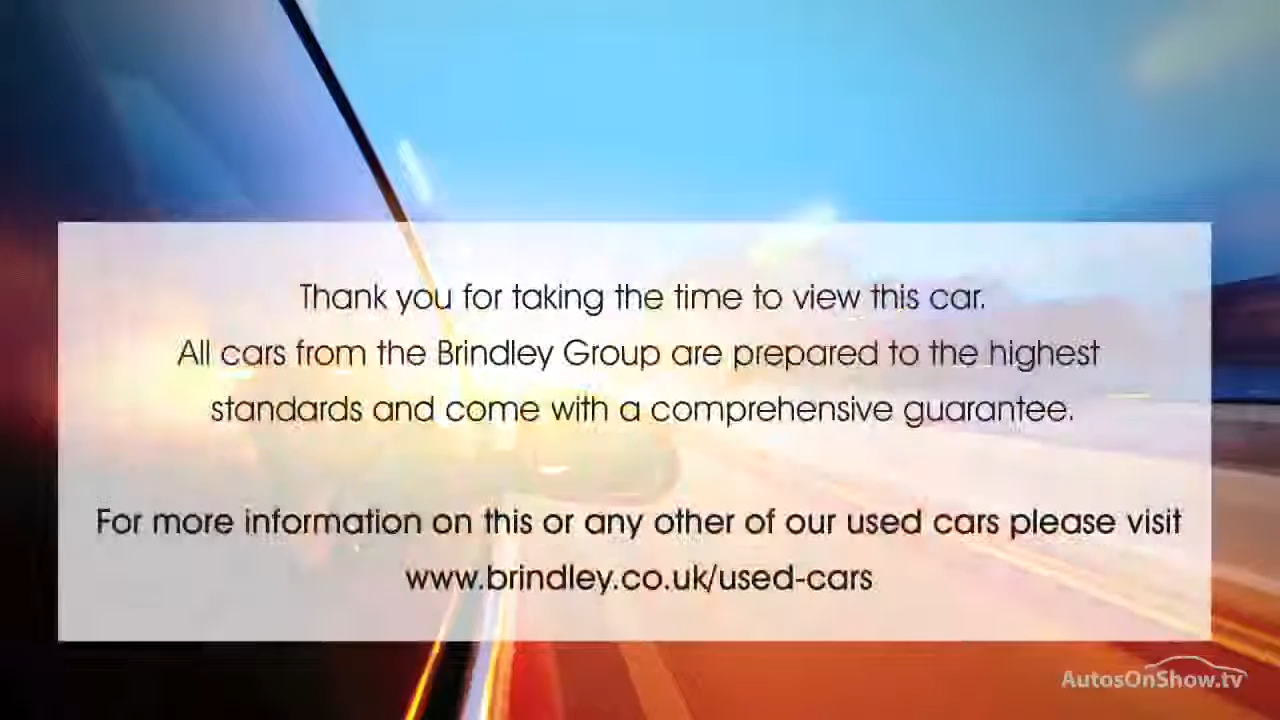 Thank you for taking the time to view this car.
All cars from the Brindley Group are prepared to the highest
standards and come with a comprehensive guarantee.
For more information on this or any other of our used cars please visit
www.brindley.co.uk/used-cars
AutosOnShow.tv